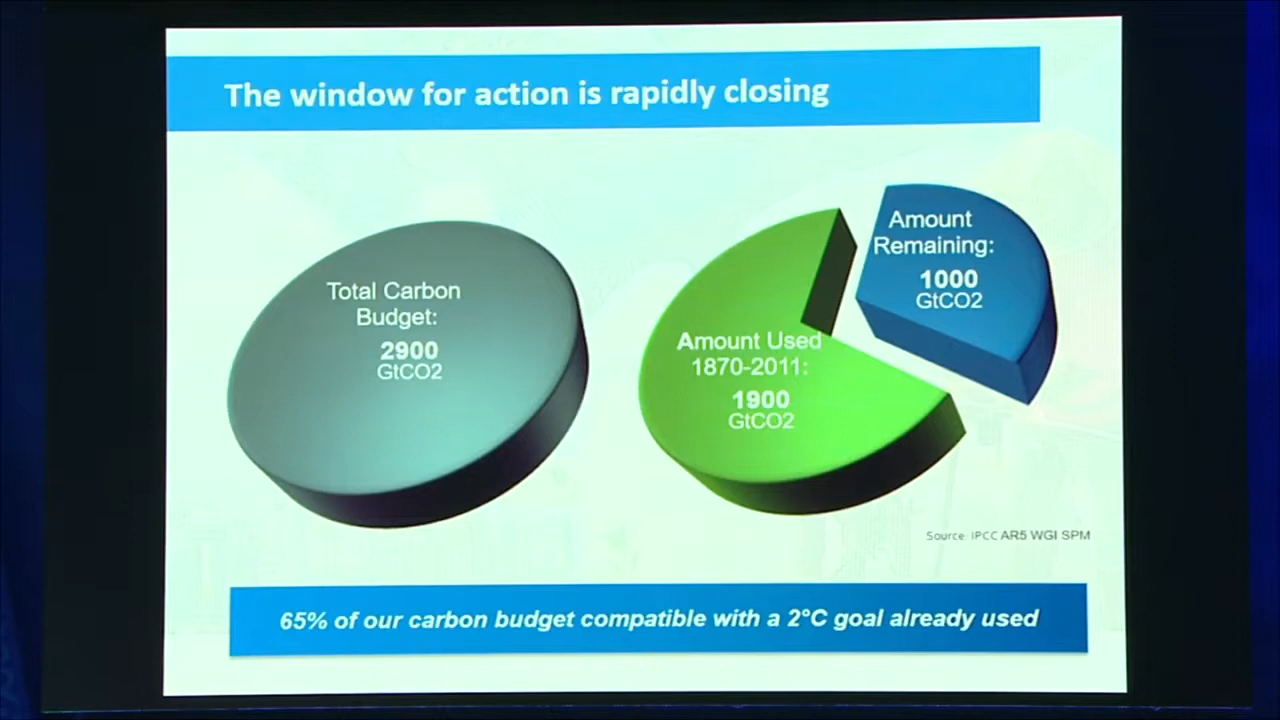 The window for action is rapidly closing
Total Carbon
Budget:
2900
GtCO2
Amount Used
1870-2011:
1900
GtCO2
Amount
Remaining:
1000
GtCO2
Source: IPCC AR5 WGI SPM
65% of our carbon budget compatible with a 2°C goal already used